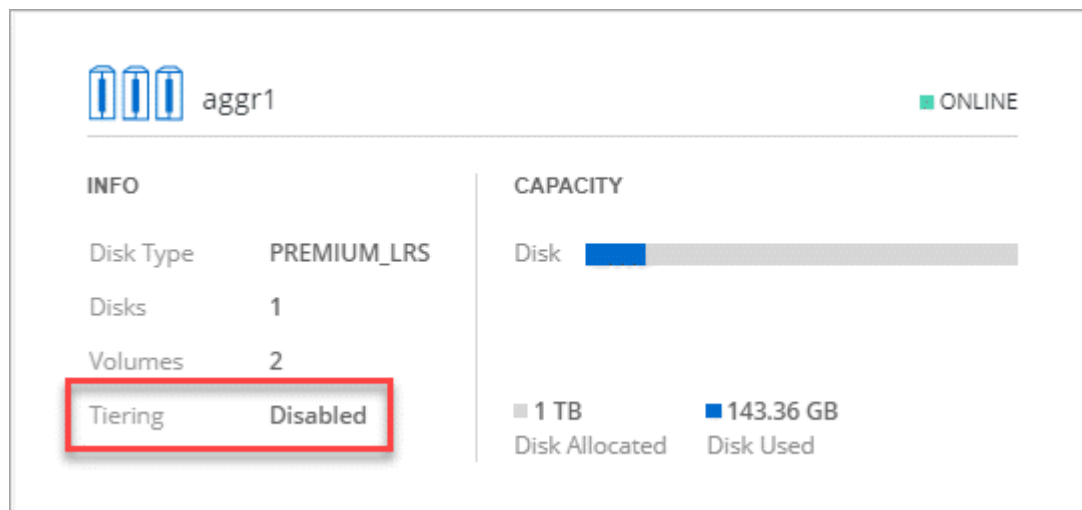 aggr1
ONLINE
INFO
Disk Type PREMIUM_LRS
Disks 1
Volumes 2
Tiering Disabled
CAPACITY
Disk
1 TB
Disk Allocated
143.36 GB
Disk Used